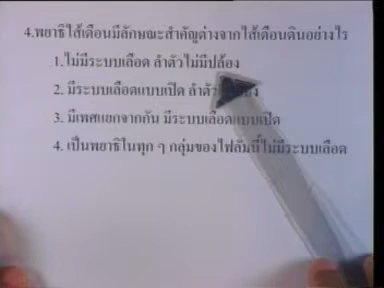 4.พยาธิไส้เดือนมีลักษณะสำคัญต่างจากไส้เดือนดินอย่างไร
1.ไม่มีระบบเลือด ลำตัวไม่มีปล้อง
2. มีระบบเลือดแบบเปิด
3. มีเพศแยกจากกัน มีระบบเลือดแบบเปิด
4. เป็นพยาธิในทุก ๆ กลุ่มของไฟลัมนี้ไม่มีระบบเลือด